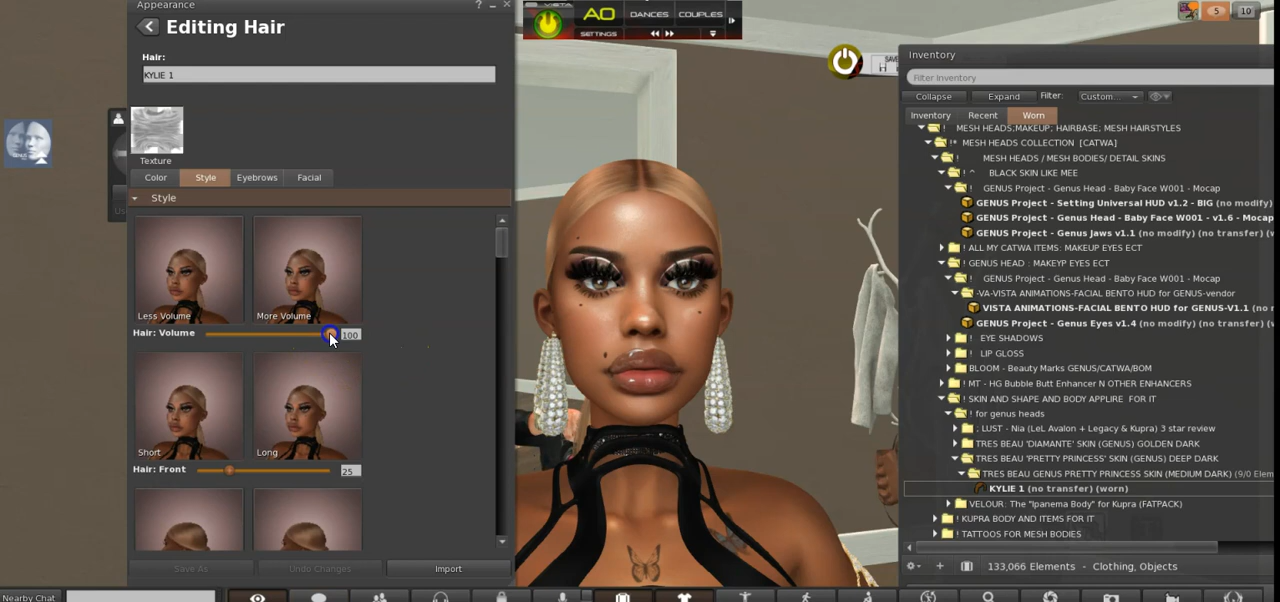 Appearance
? _ ×
Editing Hair
Hair:
KYLIE 1
Texture
Color
Style
Eyebrows
Facial
Style
Less Volume
More Volume
Hair: Volume
100
Short
Long
Hair: Front
25
Save As
Undo Changes
Import
Nearby Chat
VISTA
AO
DANCES
COUPLES
SETTINGS
5
10
Inventory
Filter Inventory
Collapse
Expand
Filter:
Custom...
Inventory
Recent
Worn
! MESH HEADS;MAKEUP; HAIRBASE; MESH HAIRSTYLES
!* MESH HEADS COLLECTION [CATWA]
! MESH HEADS / MESH BODIES/ DETAIL SKINS
! ^ BLACK SKIN LIKE MEE
! GENUS Project - Genus Head - Baby Face W001 - Mocap
GENUS Project - Setting Universal HUD v1.2 - BIG (no modify)
GENUS Project - Genus Head - Baby Face W001 - v1.6 - Mocap
GENUS Project - Genus Jaws v1.1 (no modify) (no transfer) (
! ALL MY CATWA ITEMS: MAKEUP EYES ECT
! GENUS HEAD : MAKEYP EYES ECT
! GENUS Project - Genus Head - Baby Face W001 - Mocap
-VA-VISTA ANIMATIONS-FACIAL BENTO HUD for GENUS-vendor
VISTA ANIMATIONS-FACIAL BENTO HUD for GENUS-V1.1 (no
GENUS Project - Genus Eyes v1.4 (no modify) (no transfer) (
! EYE SHADOWS
! LIP GLOSS
BLOOM - Beauty Marks GENUS/CATWA/BOM
! MT - HG Bubble Butt Enhancer N OTHER ENHANCERS
! SKIN AND SHAPE AND BODY APPLIRE FOR IT
! for genus heads
; LUST - Nia (LeL Avalon + Legacy & Kupra) 3 star review
TRES BEAU 'DIAMANTE' SKIN (GENUS) GOLDEN DARK
TRES BEAU 'PRETTY PRINCESS' SKIN (GENUS) DEEP DARK
TRES BEAU GENUS PRETTY PRINCESS SKIN (MEDIUM DARK) (9/0 Elem
KYLIE 1 (no transfer) (worn)
VELOUR: The "Ipanema Body" for Kupra (FATPACK)
! KUPRA BODY AND ITEMS FOR IT
! TATTOOS FOR MESH BODIES
133,066 Elements - Clothing, Objects